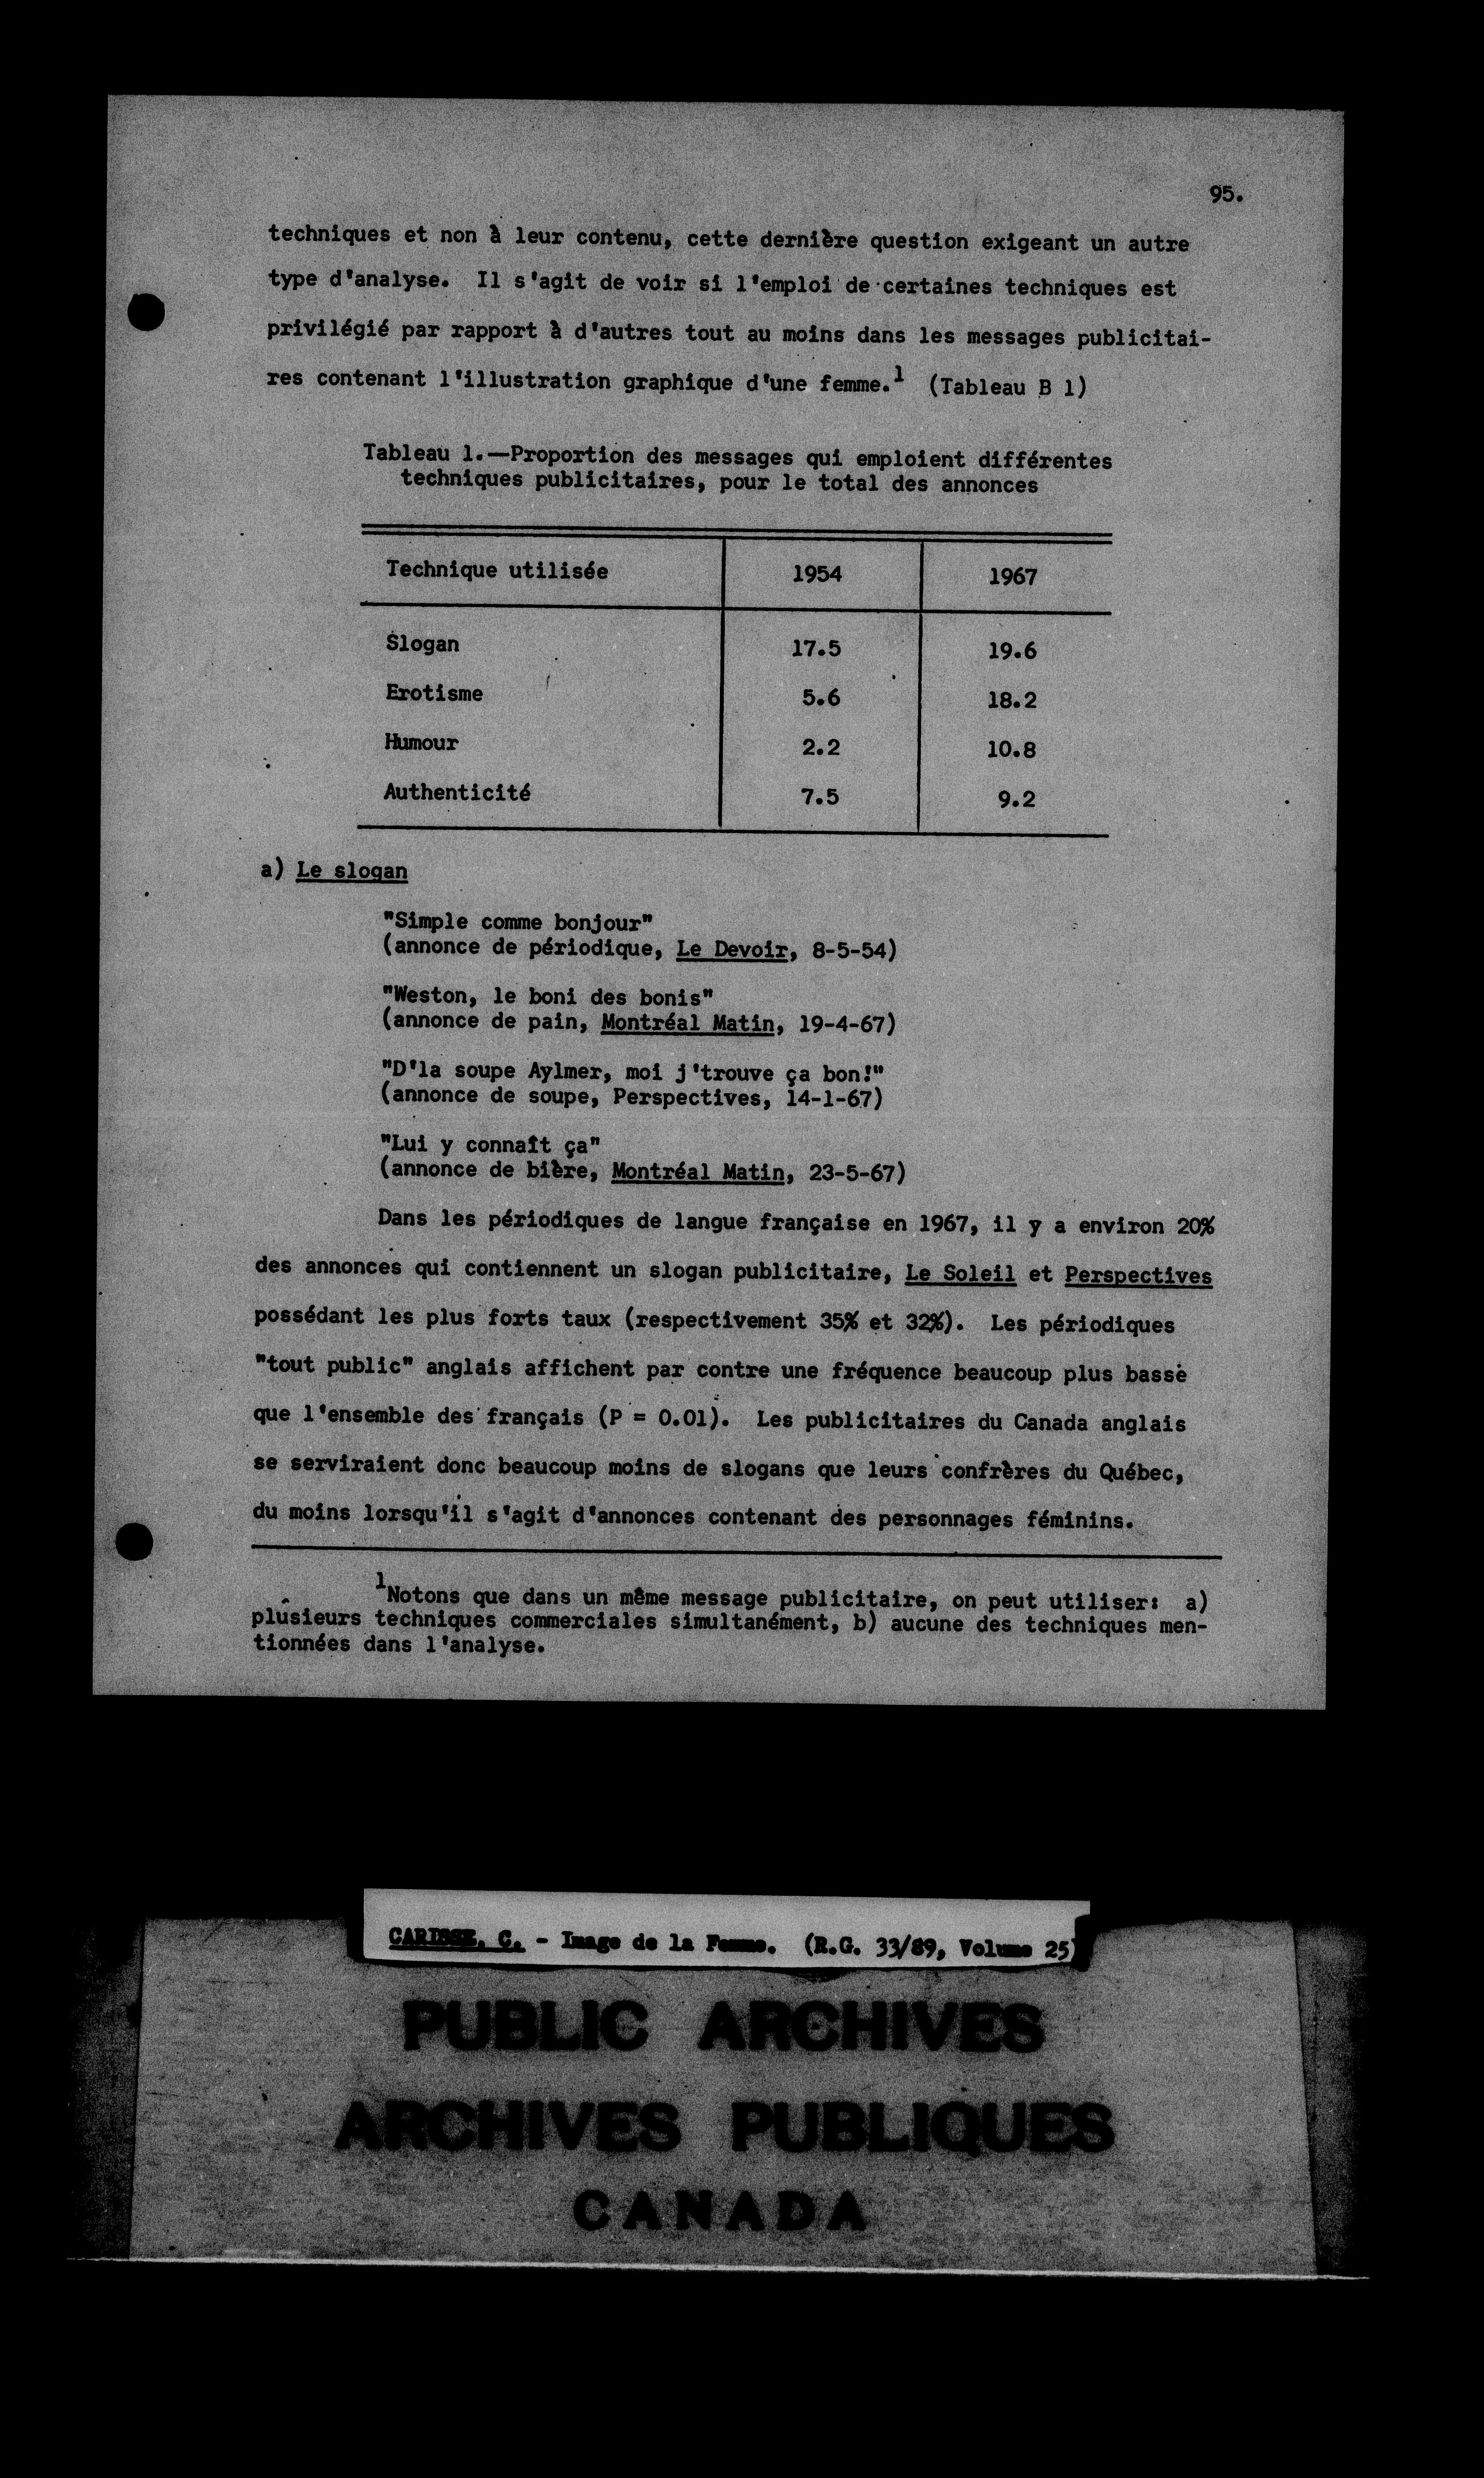 95.
techniques et non à leur contenu, cette dernière question exigeant un autre
type d'analyse. Il s'agit de voir si l'emploi de certaines techniques est
privilégié par rapport à d'autres tout au moins dans les messages publicitai-
res contenant l'illustration graphique d'une femme.1 (Tableau B 1)
Tableau 1.—Proportion des messages qui emploient différentes
techniques publicitaires, pour le total des annonces
Technique utilisée 1954 1967
Slogan 17.5 19.6
Erotisme 5.6 18.2
Humour 2.2 10.8
Authenticité 7.5 9.2
a) Le slogan
"Simple comme bonjour"
(annonce de périodique, Le Devoir, 8-5-54)
"Weston, le boni des bonis"
(annonce de pain, Montréal Matin, 19-4-67)
"D'la soupe Aylmer, moi j'trouve ça bon!"
(annonce de soupe, Perspectives, 14-1-67)
"Lui y connaît ça"
(annonce de bière, Montréal Matin, 23-5-67)
Dans les périodiques de langue française en 1967, il y a environ 20%
des annonces qui contiennent un slogan publicitaire, Le Soleil et Perspectives
possédant les plus forts taux (respectivement 35% et 32%). Les périodiques
"tout public" anglais affichent par contre une fréquence beaucoup plus basse
que l'ensemble des français (P = 0.01). Les publicitaires du Canada anglais
se serviraient donc beaucoup moins de slogans que leurs confrères du Québec,
du moins lorsqu'il s'agit d'annonces contenant des personnages féminins.
1Notons que dans un même message publicitaire, on peut utiliser: a)
plusieurs techniques commerciales simultanément, b) aucune des techniques men-
tionnées dans l'analyse.
CARISSE, C. - Image de la Femme. (R.G. 33/89, Volume 25)
PUBLIC ARCHIVES
ARCHIVES PUBLIQUES
CANADA